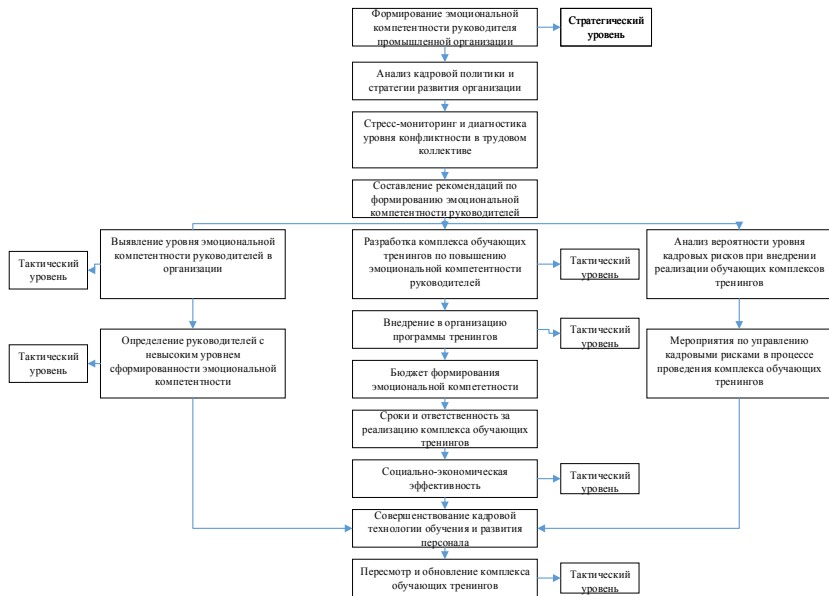 Формирование эмоциональной
компетентности руководителя
промышленной организации
Стратегический
уровень
Анализ кадровой политики и
стратегии развития организации
Стресс-мониторинг и диагностика
уровня конфликтности в трудовом
коллективе
Составление рекомендаций по
формированию эмоциональной
компетентности руководителей
Тактический
уровень
Выявление уровня эмоциональной
компетентности руководителей в
организации
Разработка комплекса обучающих
тренингов по повышению
эмоциональной компетентности
руководителей
Тактический
уровень
Анализ вероятности уровня
кадровых рисков при внедрении
реализации обучающих комплексов
тренингов
Внедрение в организацию
программы тренингов
Тактический
уровень
Тактический
уровень
Определение руководителей с
невысоким уровнем
сформированности эмоциональной
компетентности
Мероприятия по управлению
кадровыми рисками в процессе
проведения комплекса обучающих
тренингов
Бюджет формирования
эмоциональной компететности
Сроки и ответственность за
реализацию комплекса обучающих
тренингов
Социально-экономическая
эффективность
Тактический
уровень
Совершенствование кадровой
технологии обучения и развития
персонала
Пересмотр и обновление комплекса
обучающих тренингов
Тактический
уровень